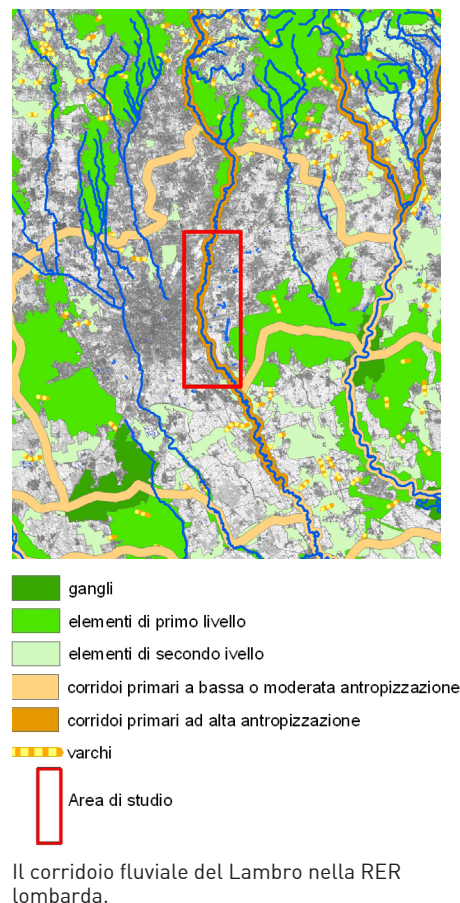 gangli
elementi di primo livello
elementi di secondo ivello
corridoi primari a bassa o moderata antropizzazione
corridoi primari ad alta antropizzazione
varchi
Area di studio
Il corridoio fluviale del Lambro nella RER
lombarda.